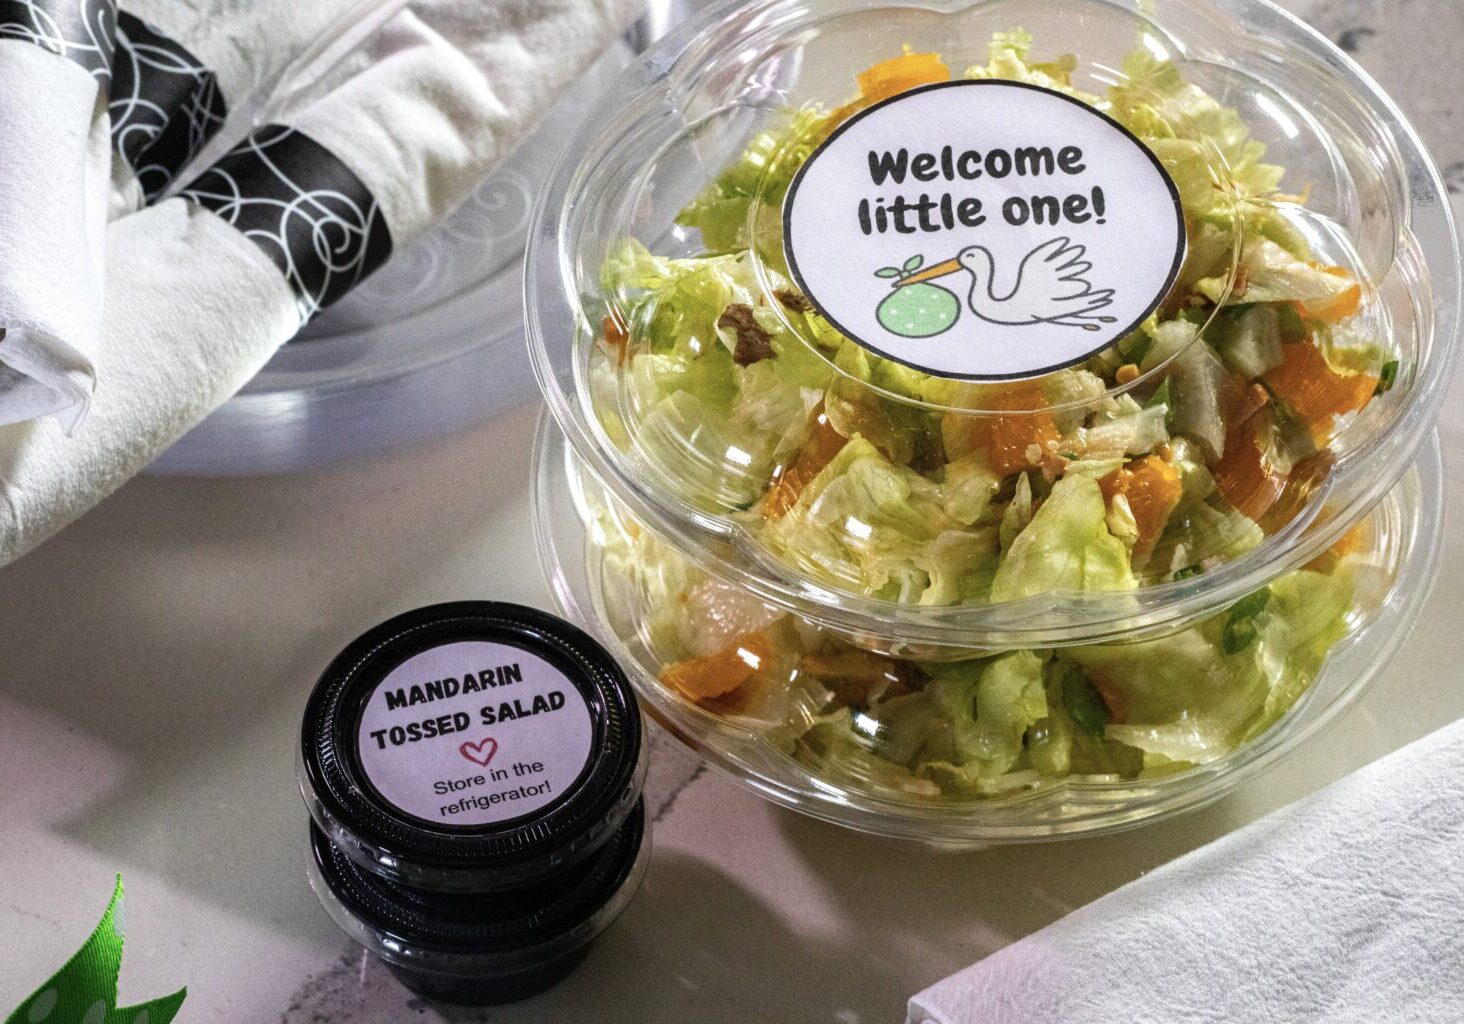 Welcome
little one!
MANDARIN
TOSSED SALAD
Store in the
refrigerator!